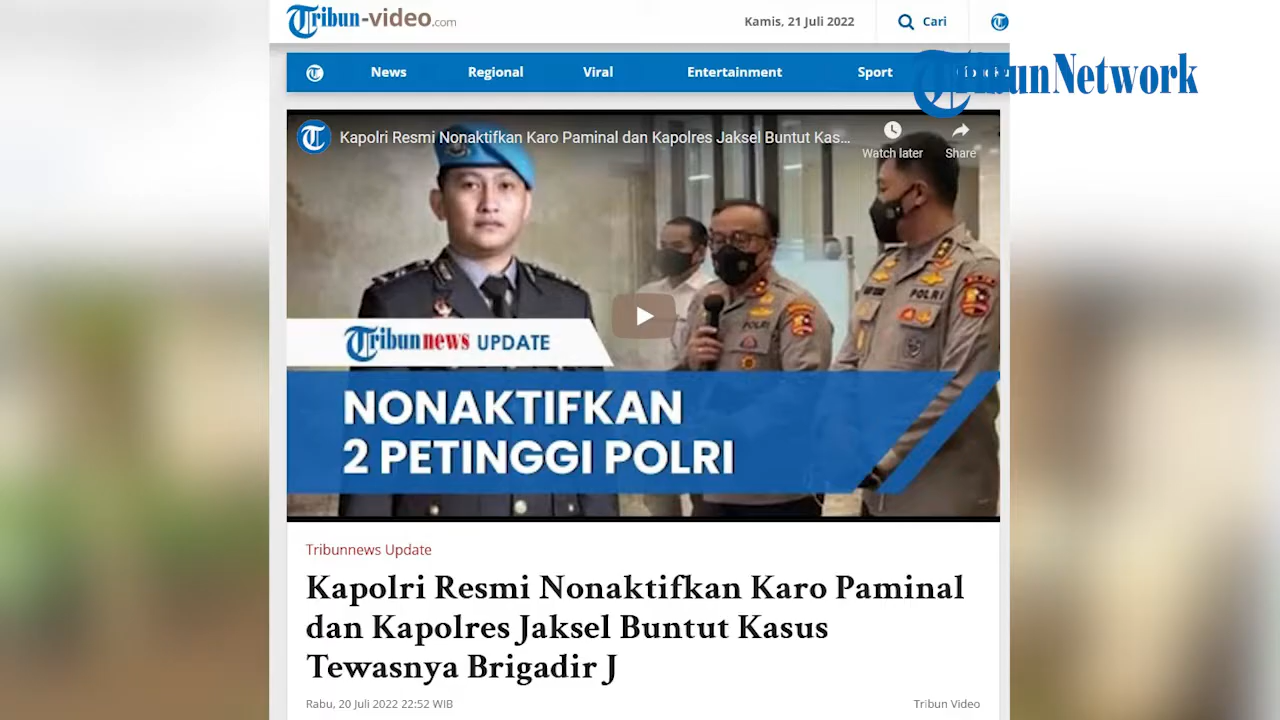 Tribun-video.com
Kamis, 21 Juli 2022
Cari
TribunNetwork
News
Regional
Viral
Entertainment
Sport
Kapolri Resmi Nonaktifkan Karo Paminal dan Kapolres Jaksel Buntut Kas...
Watch later
Share
POLRI
POLRI
Tribunnews UPDATE
NONAKTIFKAN
2 PETINGGI POLRI
Tribunnews Update
Kapolri Resmi Nonaktifkan Karo Paminal
dan Kapolres Jaksel Buntut Kasus
Tewasnya Brigadir J
Rabu, 20 Juli 2022 22:52 WIB
Tribun Video